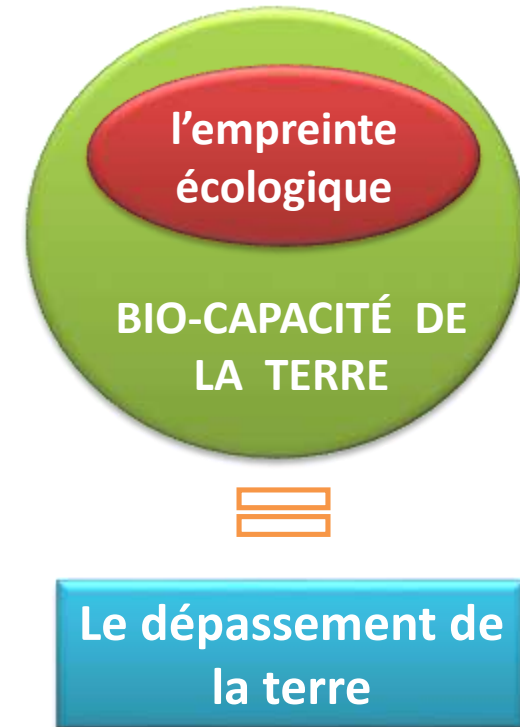 l’empreinte
écologique
BIO-CAPACITÉ DE
LA TERRE
Le dépassement de
la terre